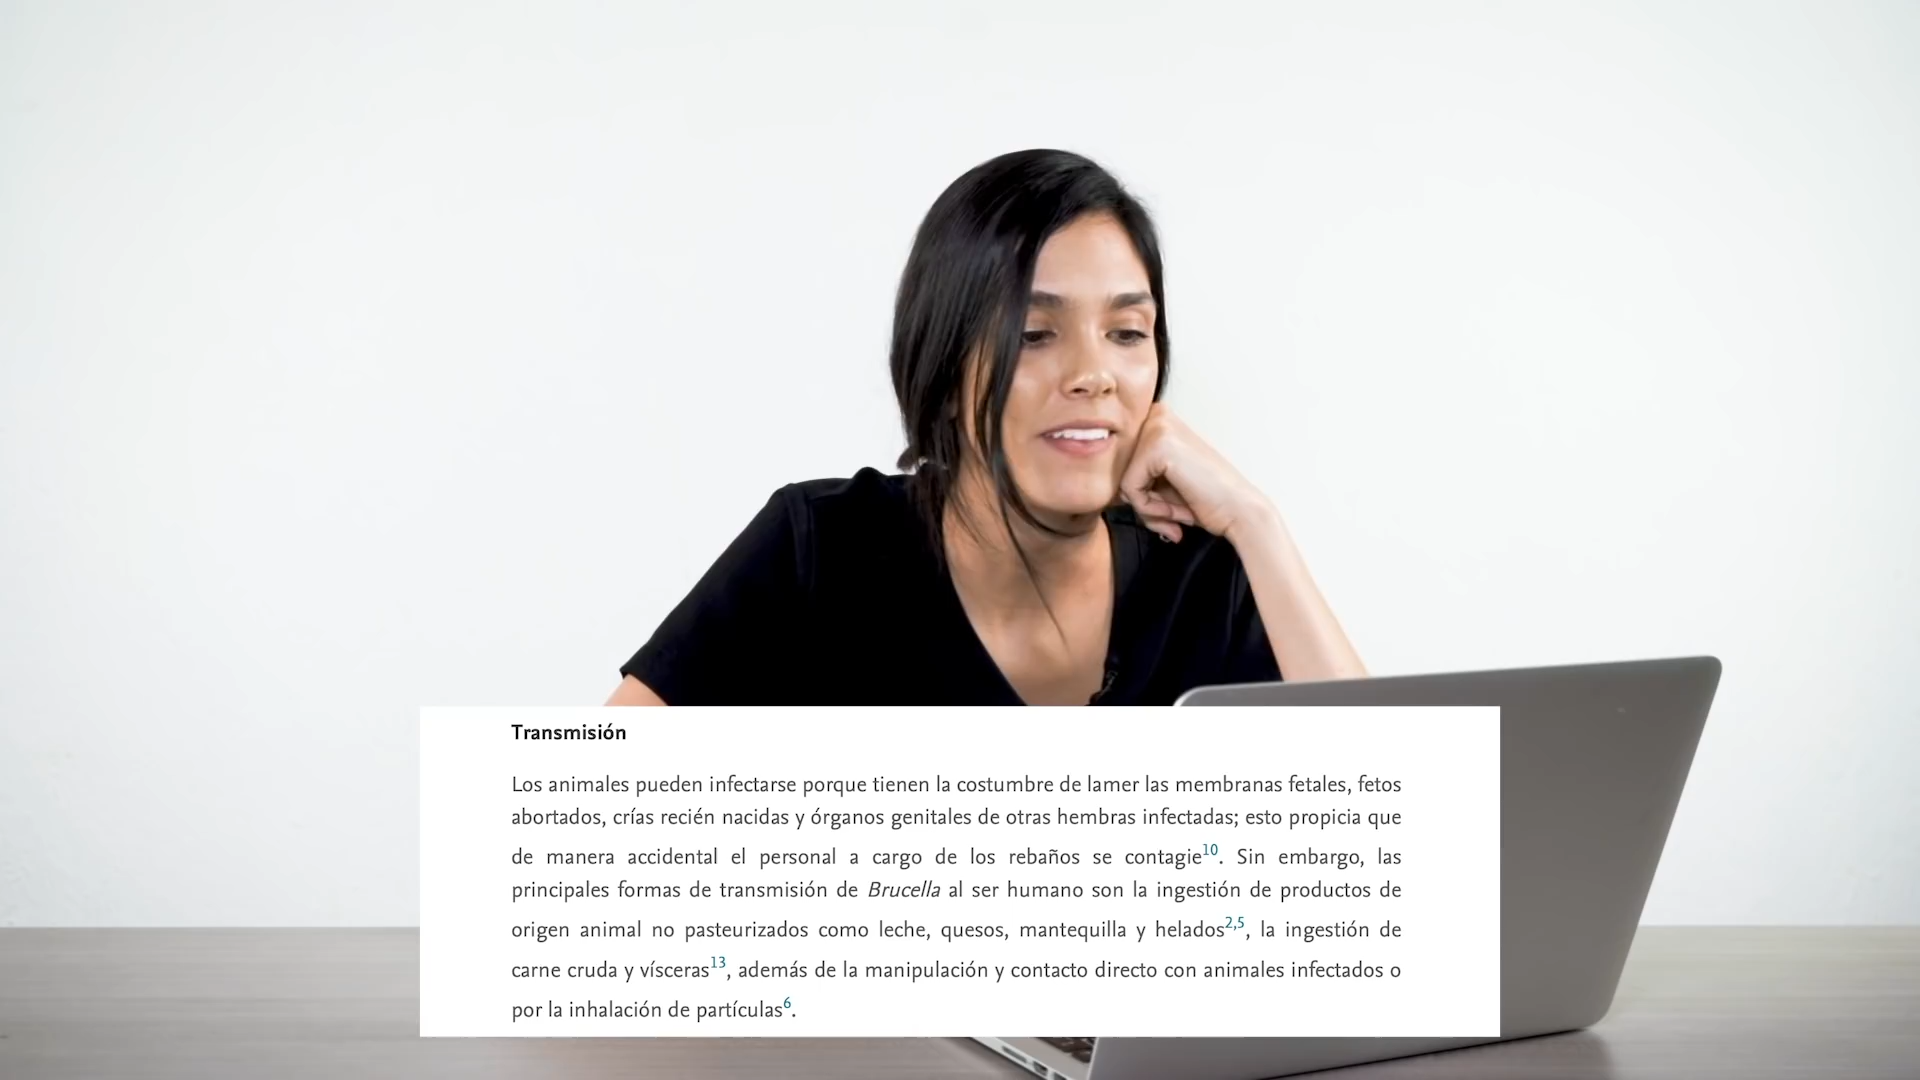 Transmisión
Los animales pueden infectarse porque tienen la costumbre de lamer las membranas fetales, fetos
abortados, crías recién nacidas y órganos genitales de otras hembras infectadas; esto propicia que
de manera accidental el personal a cargo de los rebaños se contagie10. Sin embargo, las
principales formas de transmisión de Brucella al ser humano son la ingestión de productos de
origen animal no pasteurizados como leche, quesos, mantequilla y helados2,5, la ingestión de
carne cruda y vísceras13, además de la manipulación y contacto directo con animales infectados o
por la inhalación de partículas6.